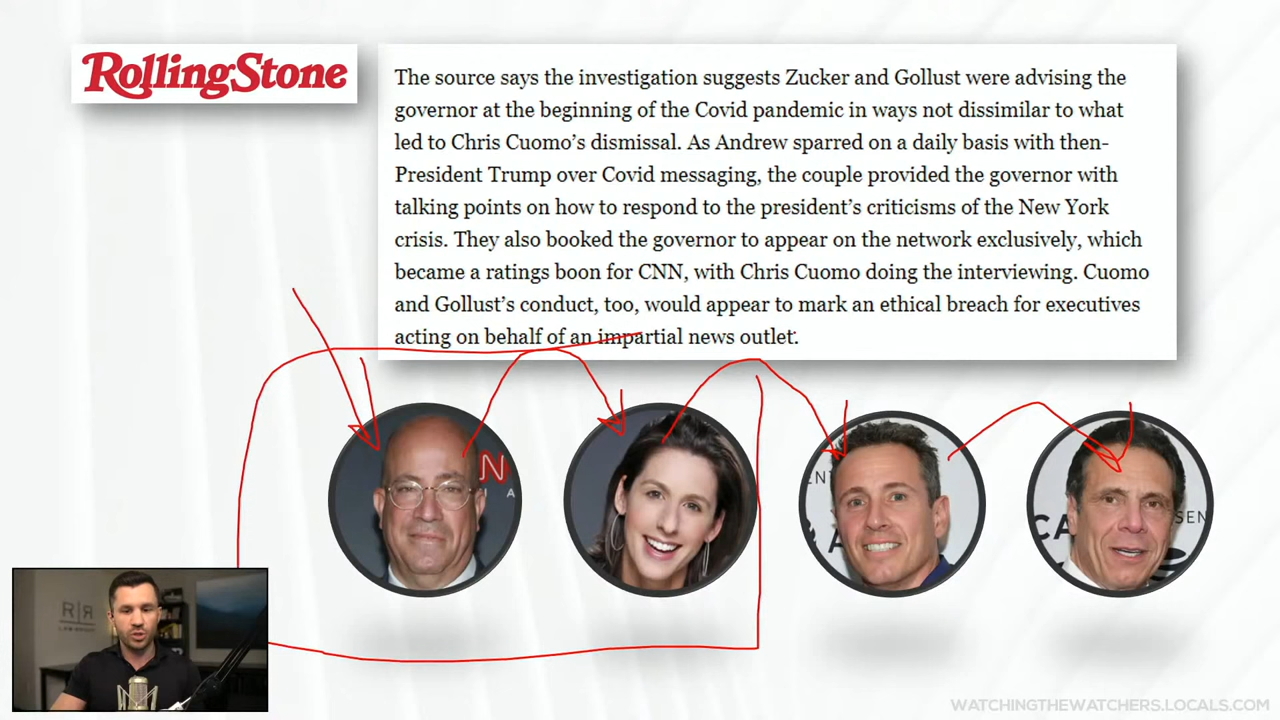 RollingStone
The source says the investigation suggests Zucker and Gollust were advising the
governor at the beginning of the Covid pandemic in ways not dissimilar to what
led to Chris Cuomo’s dismissal. As Andrew sparred on a daily basis with then-
President Trump over Covid messaging, the couple provided the governor with
talking points on how to respond to the president’s criticisms of the New York
crisis. They also booked the governor to appear on the network exclusively, which
became a ratings boon for CNN, with Chris Cuomo doing the interviewing. Cuomo
and Gollust’s conduct, too, would appear to mark an ethical breach for executives
acting on behalf of an impartial news outlet.
N
A
ENT
A
CA
SEN
R|R
LAW GROUP
WATCHINGTHEWATCHERS.LOCALS.COM